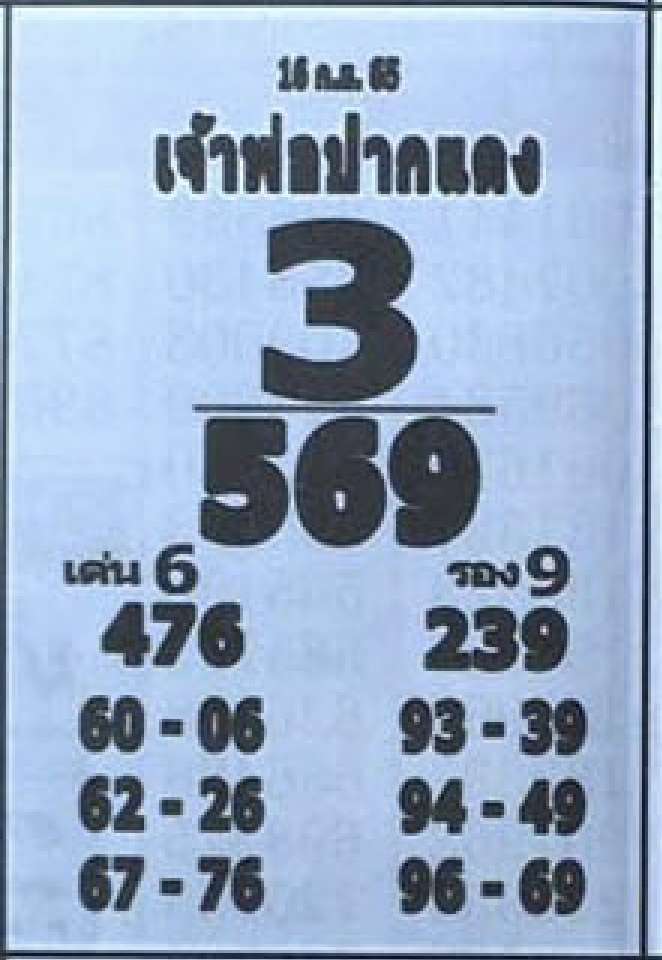 16 ก.ย. 65
เจ้าพ่อปากแดง
3
569
เด่น 6 รอง 9
476 239
60 - 06 93 - 39
62 - 26 94 - 49
67 - 76 96 - 69